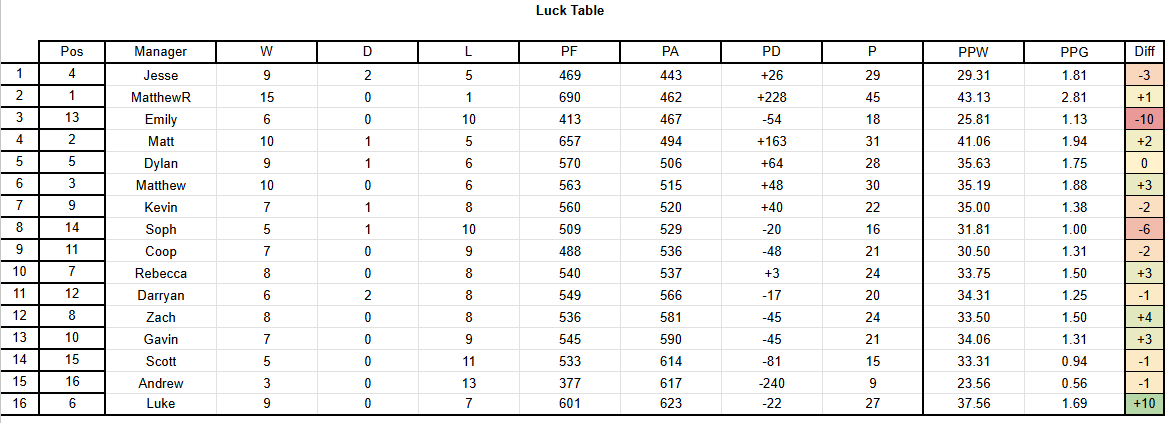 Luck Table
Pos Manager W D L PF PA PD P PPW PPG Diff
1 4 Jesse 9 2 5 469 443 +26 29 29.31 1.81 -3
2 1 MatthewR 15 0 1 690 462 +228 45 43.13 2.81 +1
3 13 Emily 6 0 10 413 467 -54 18 25.81 1.13 -10
4 2 Matt 10 1 5 657 494 +163 31 41.06 1.94 +2
5 5 Dylan 9 1 6 570 506 +64 28 35.63 1.75 0
6 3 Matthew 10 0 6 563 515 +48 30 35.19 1.88 +3
7 9 Kevin 7 1 8 560 520 +40 22 35.00 1.38 -2
8 14 Soph 5 1 10 509 529 -20 16 31.81 1.00 -6
9 11 Coop 7 0 9 488 536 -48 21 30.50 1.31 -2
10 7 Rebecca 8 0 8 540 537 +3 24 33.75 1.50 +3
11 12 Darryan 6 2 8 549 566 -17 20 34.31 1.25 -1
12 8 Zach 8 0 8 536 581 -45 24 33.50 1.50 +4
13 10 Gavin 7 0 9 545 590 -45 21 34.06 1.31 +3
14 15 Scott 5 0 11 533 614 -81 15 33.31 0.94 -1
15 16 Andrew 3 0 13 377 617 -240 9 23.56 0.56 -1
16 6 Luke 9 0 7 601 623 -22 27 37.56 1.69 +10